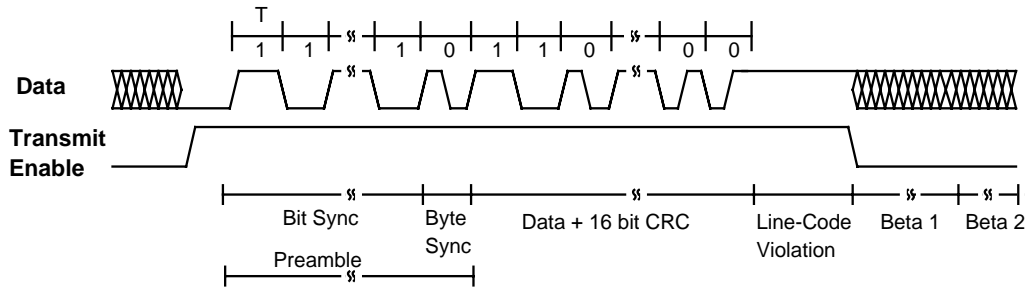 T
1 1 1 0 1 1 0 0 0
Data
Transmit
Enable
Bit Sync
Byte
Sync
Data + 16 bit CRC
Line-Code
Violation
Beta 1
Beta 2
Preamble